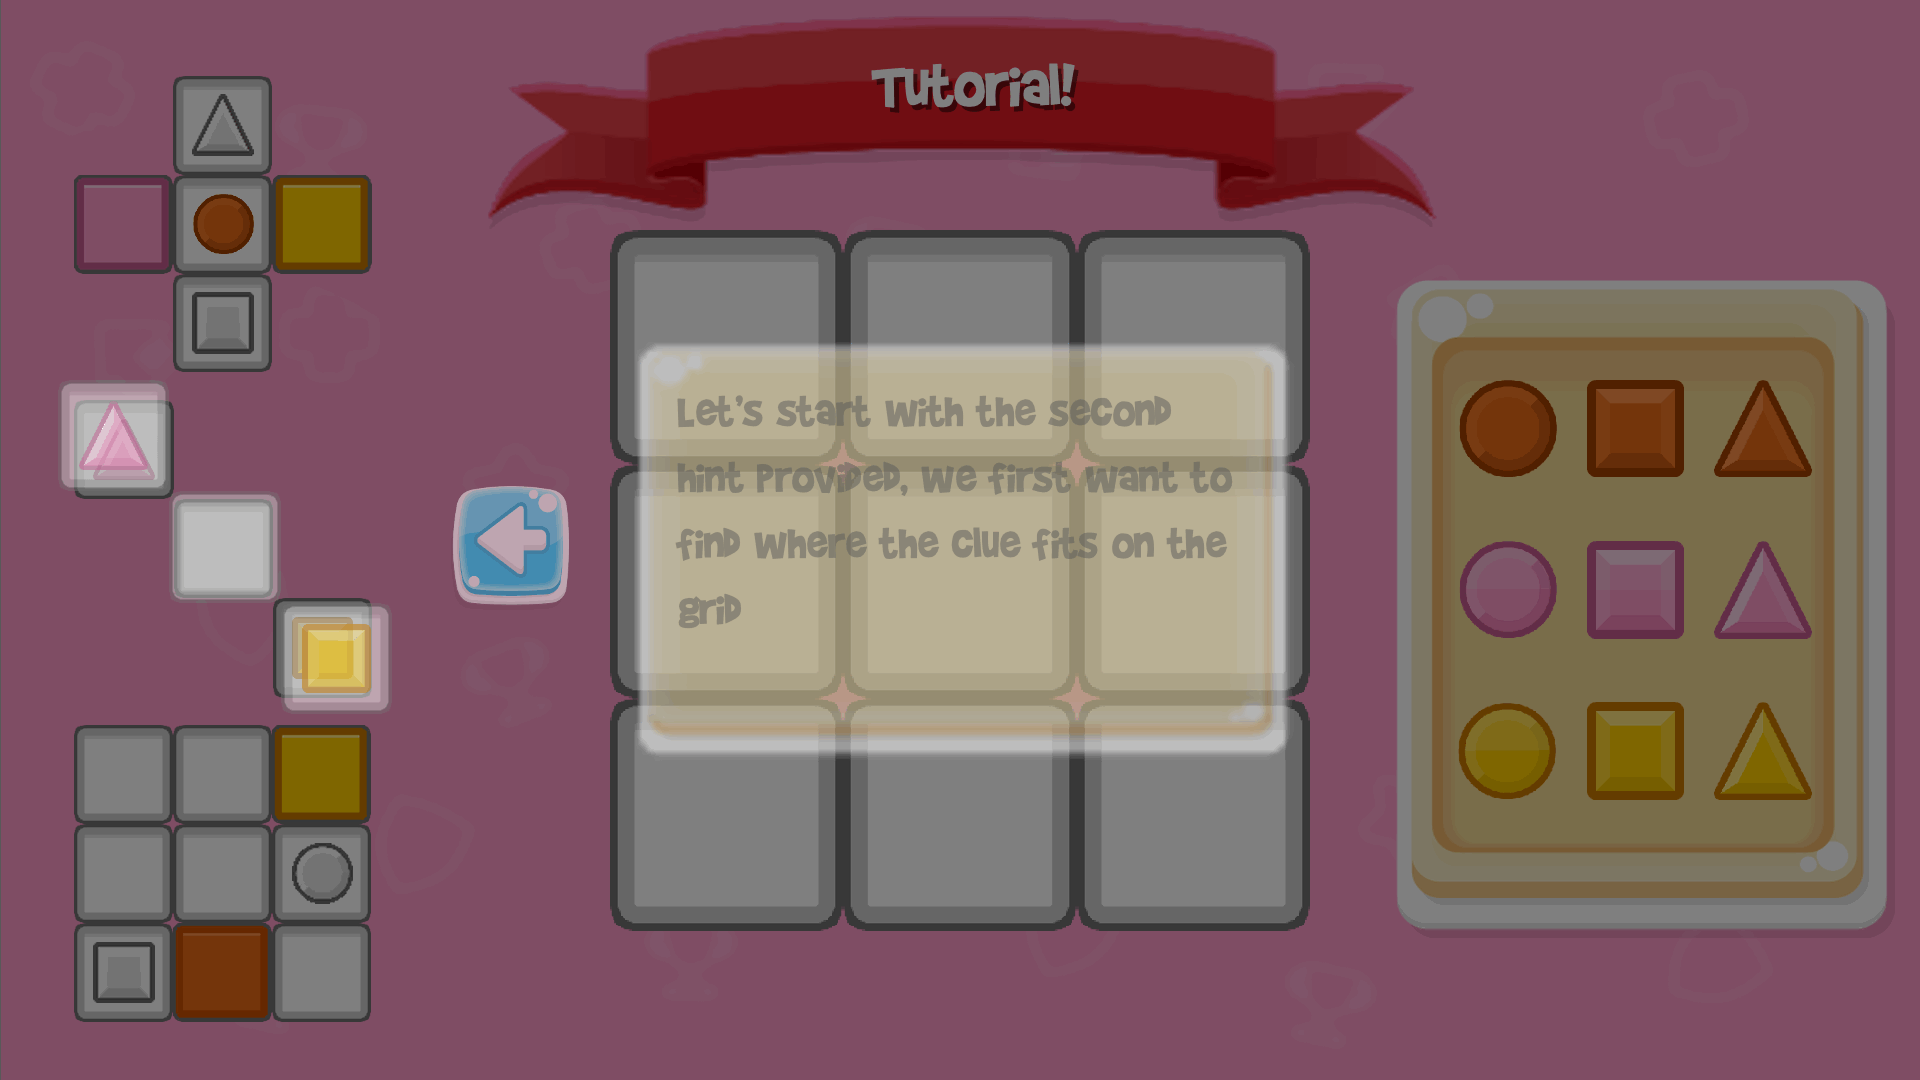 Tutorial!
Let's start with the second
hint provided, we first want to
find where the clue fits on the
grid